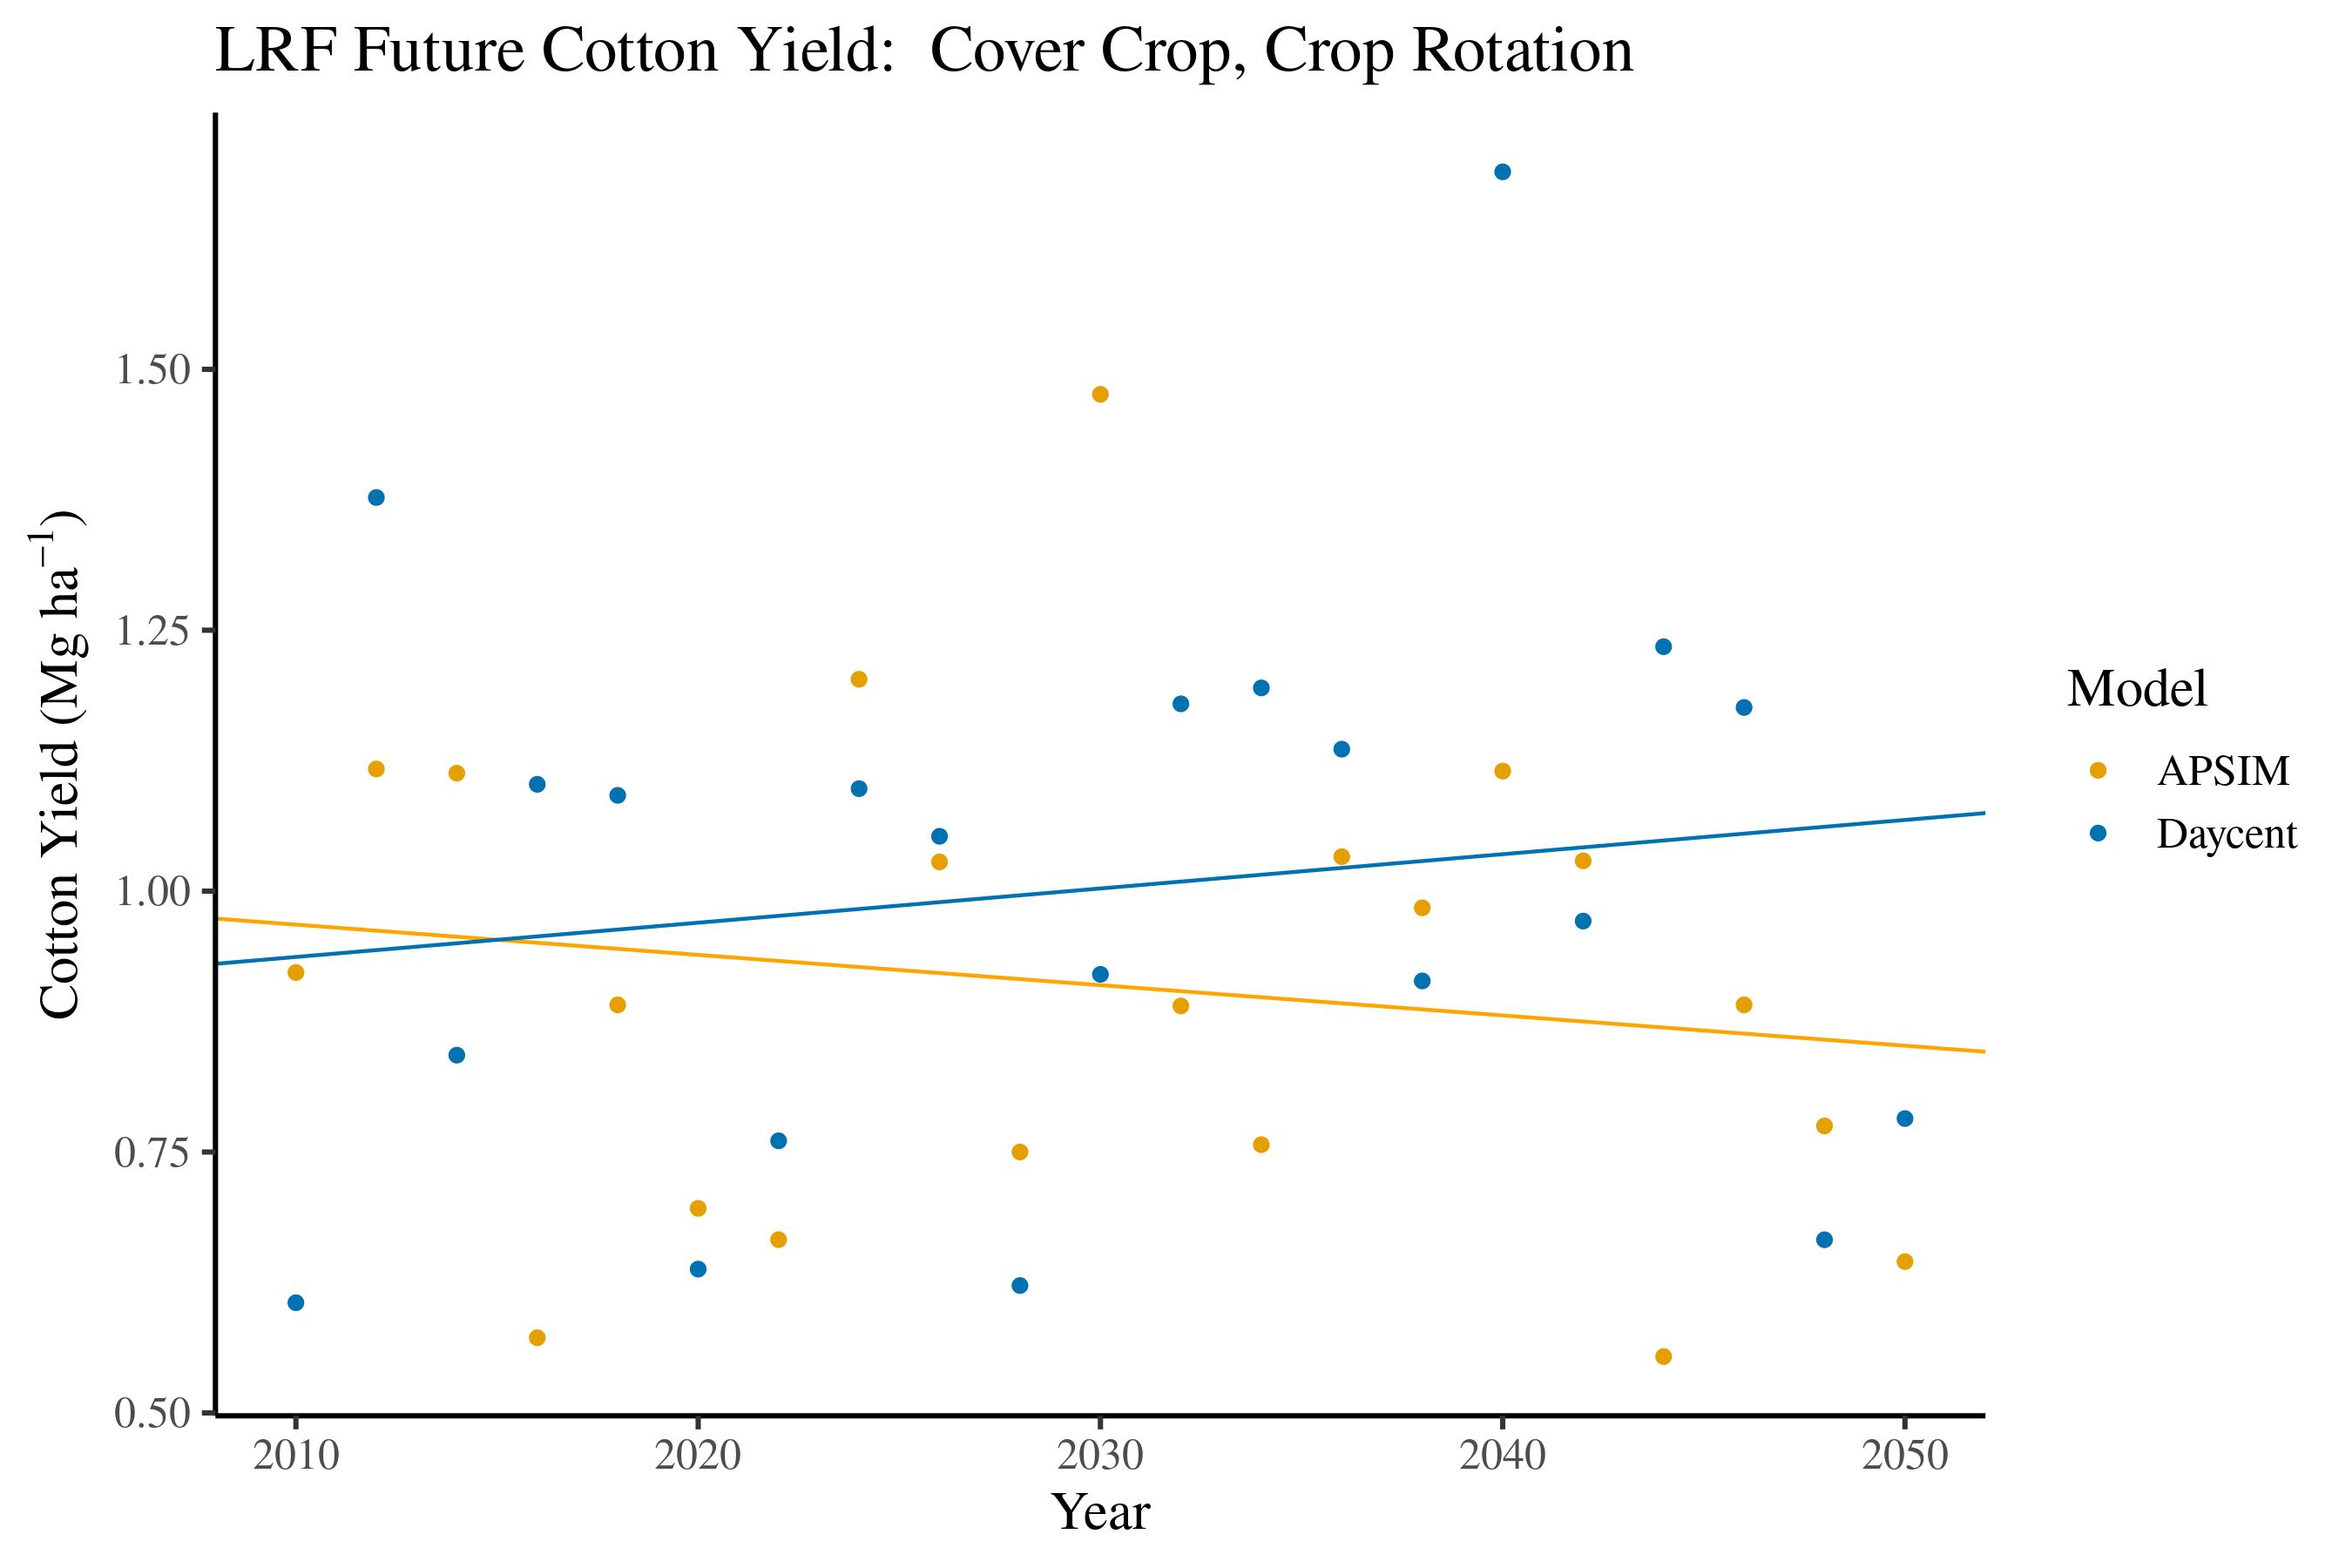 LRF Future Cotton Yield:  Cover Crop, Crop Rotation
Cotton Yield (Mg ha⁻¹)
1.50
1.25
1.00
0.75
0.50
2010 2020 2030 2040 2050
Year
Model
APSIM
Daycent